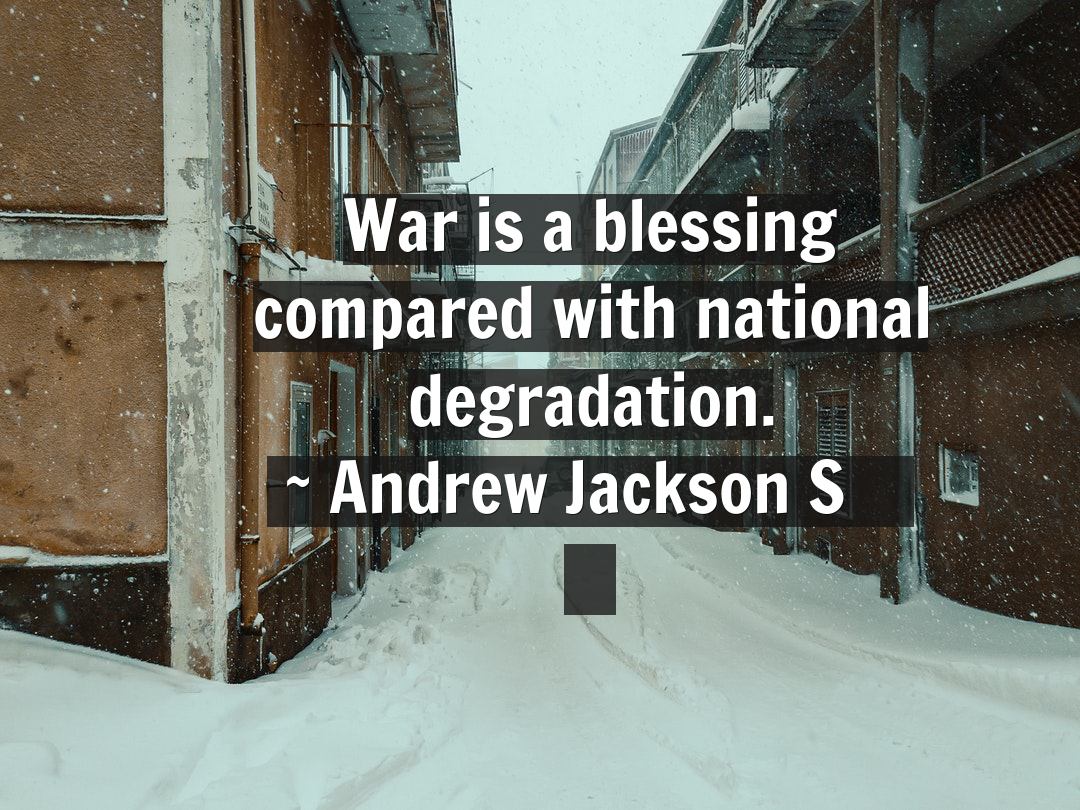 War is a blessing
compared with national
degradation.
~ Andrew Jackson S